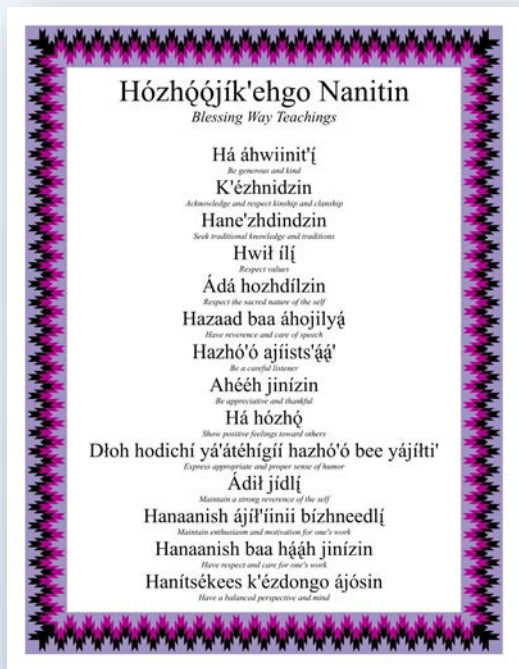 Hózhǫ́ǫ́jík'ehgo Nanitin
Blessing Way Teachings
Há áhwiinit'į́
Be generous and kind
K'ézhnidzin
Acknowledge and respect kinship and clanship
Hane'zhdindzin
Seek traditional knowledge and traditions
Hwił ílį́
Respect values
Ádá hozhdílzin
Respect the sacred nature of the self
Hazaad baa áhojilyą́
Have reverence and care of speech
Hazhó'ó ajíists'ą́ą́'
Be a careful listener
Ahééh jinízin
Be appreciative and thankful
Há hózhǫ́
Show positive feelings toward others
Dłoh hodichí yá'átéhígíí hazhó'ó bee yájíłti'
Express appropriate and proper sense of humor
Ádił jídlį́
Maintain a strong reverence of the self
Hanaanish ájíł'íinii bízhneedlį́
Maintain enthusiasm and motivation for one's work
Hanaanish baa hą́ą́h jinízin
Have respect and care for one's work
Hanítsékees k'ézdongo ájósin
Have a balanced perspective and mind